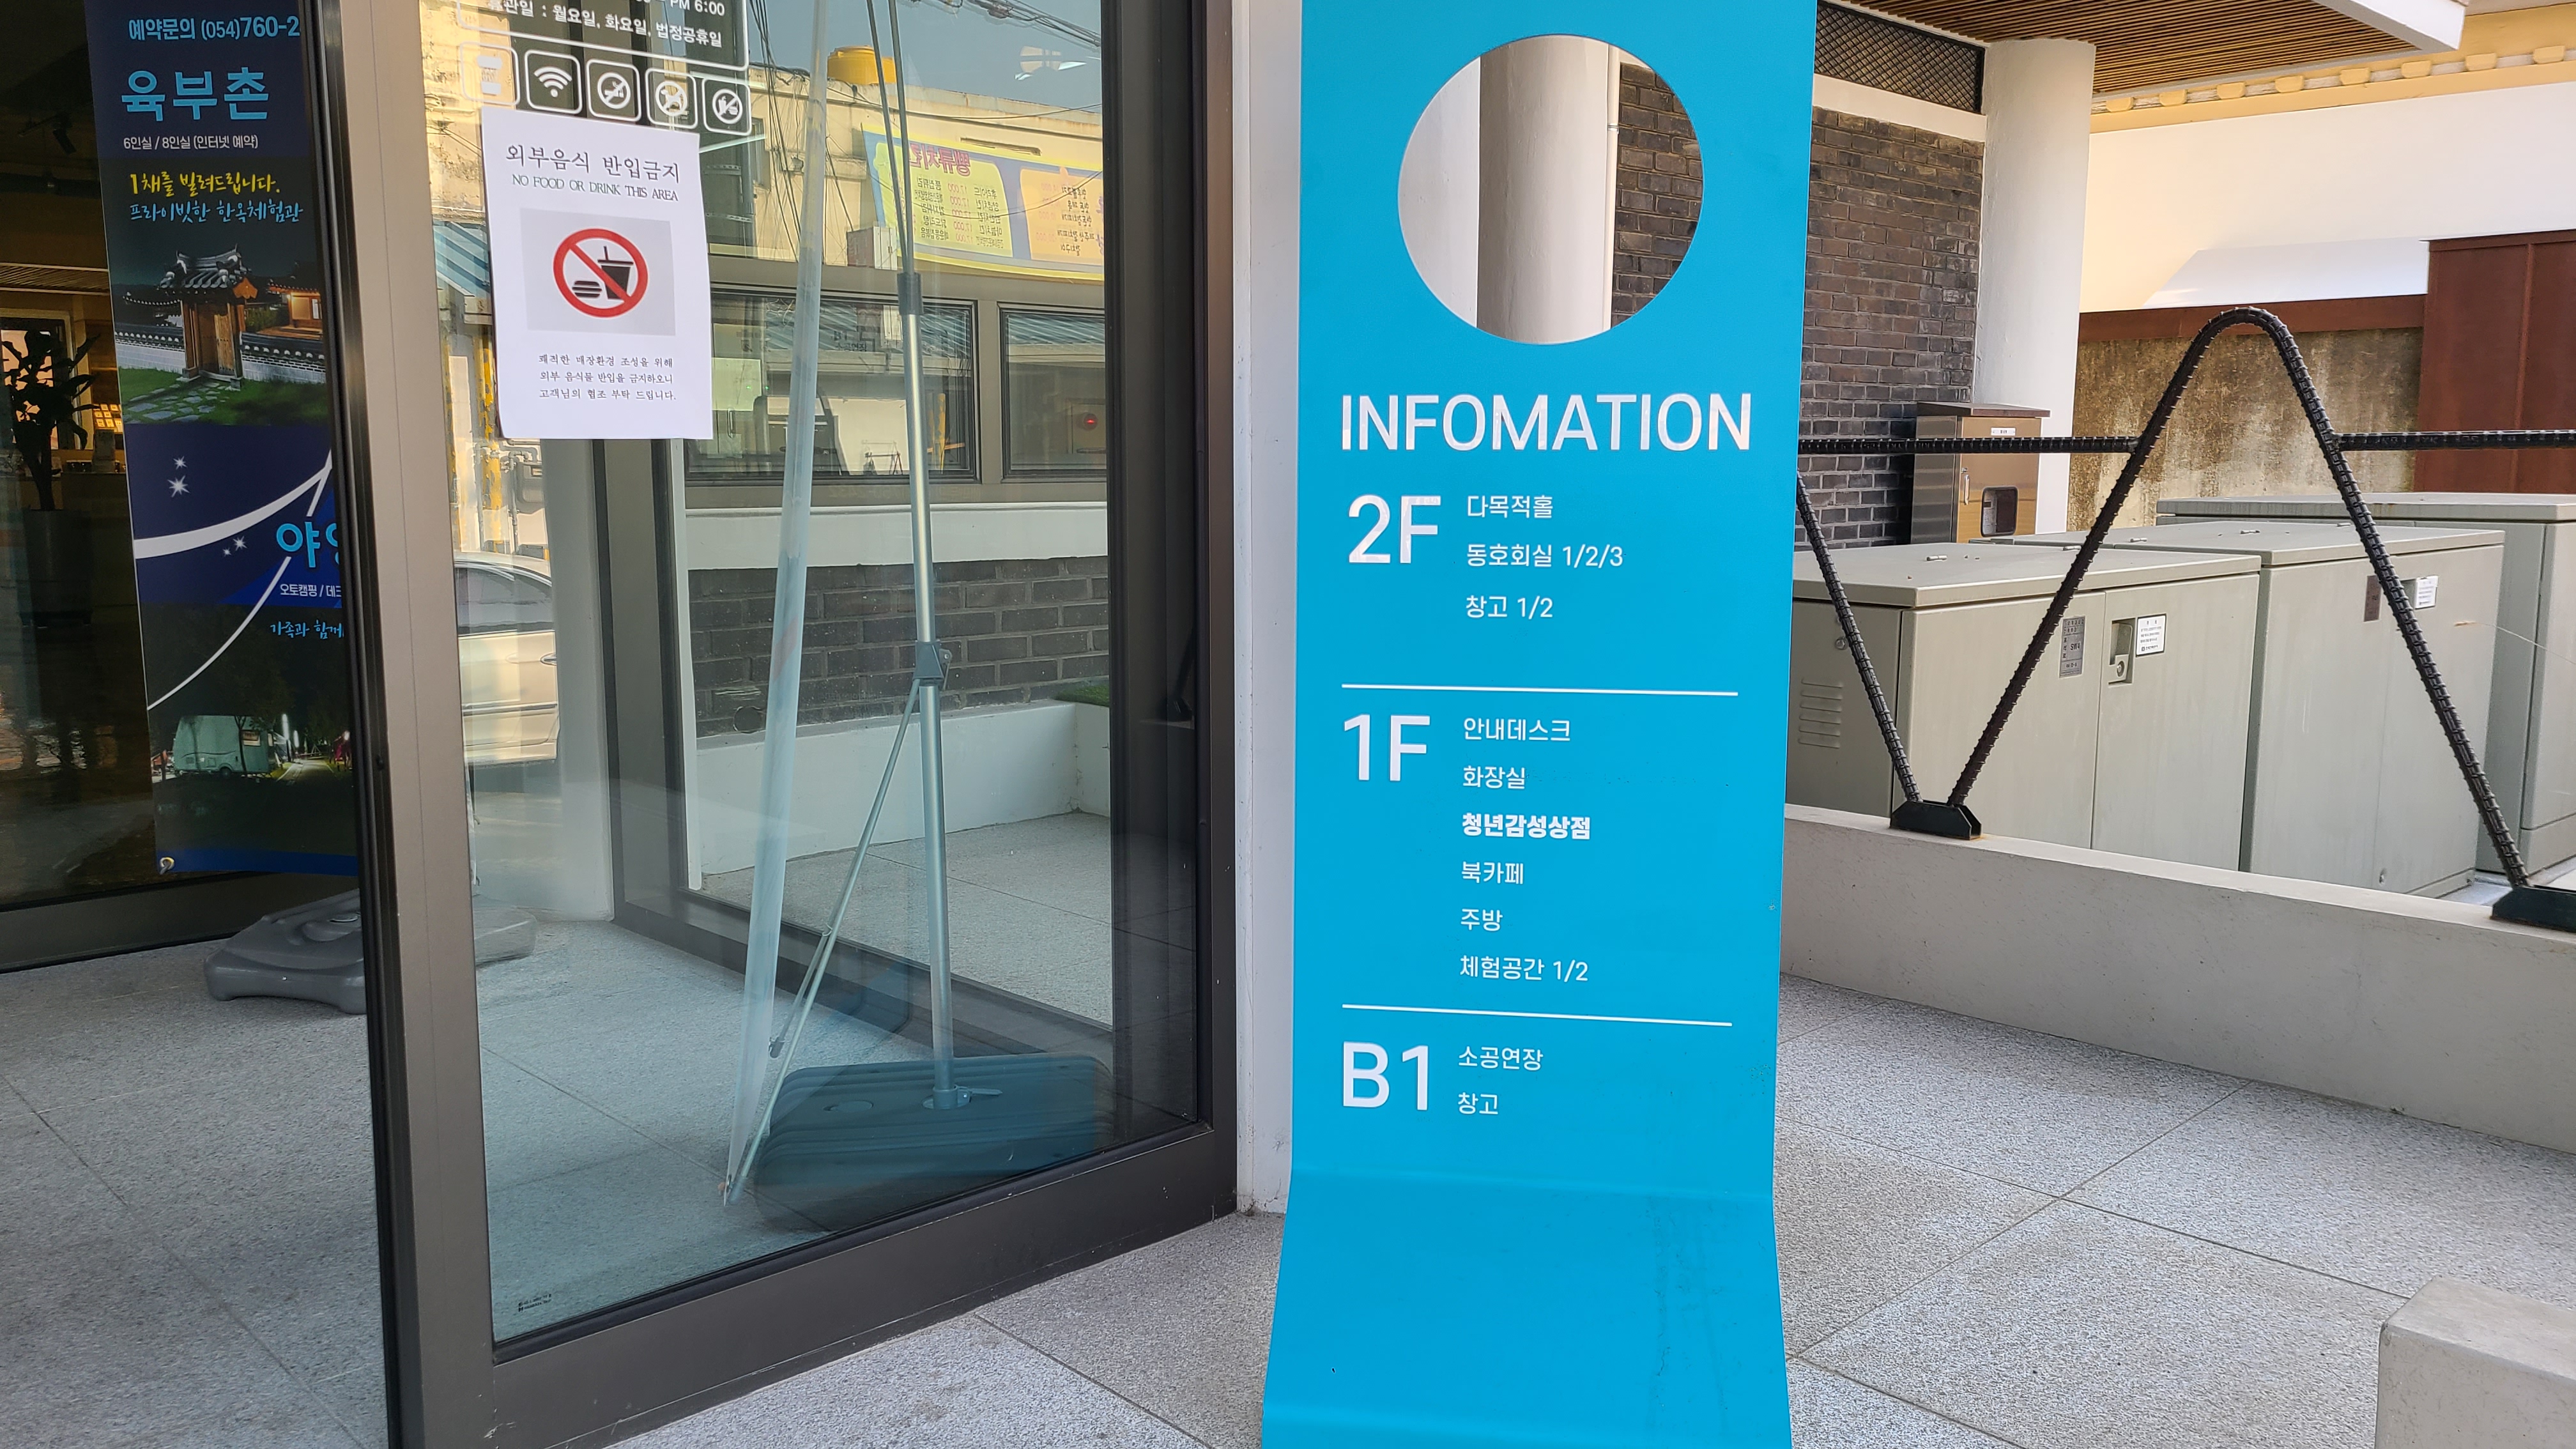 예약문의 (054)760-2
육부촌
6인실 / 8인실 (인터넷 예약)
1채를 빌려드립니다.
프라이빗한 한옥체험관
야
오토캠핑 /
가족과
PM 6:00
휴관일 : 월요일, 화요일, 법정공휴일
외부음식 반입금지
NO FOOD OR DRINK THIS AREA
쾌적한 매장환경 조성을 위해
외부 음식물 반입을 금지하오니
고객님의 협조 부탁 드립니다.
INFOMATION
2F
다목적홀
동호회실 1/2/3
창고 1/2
1F
안내데스크
화장실
청년감성상점
북카페
주방
체험공간 1/2
B1
소공연장
창고